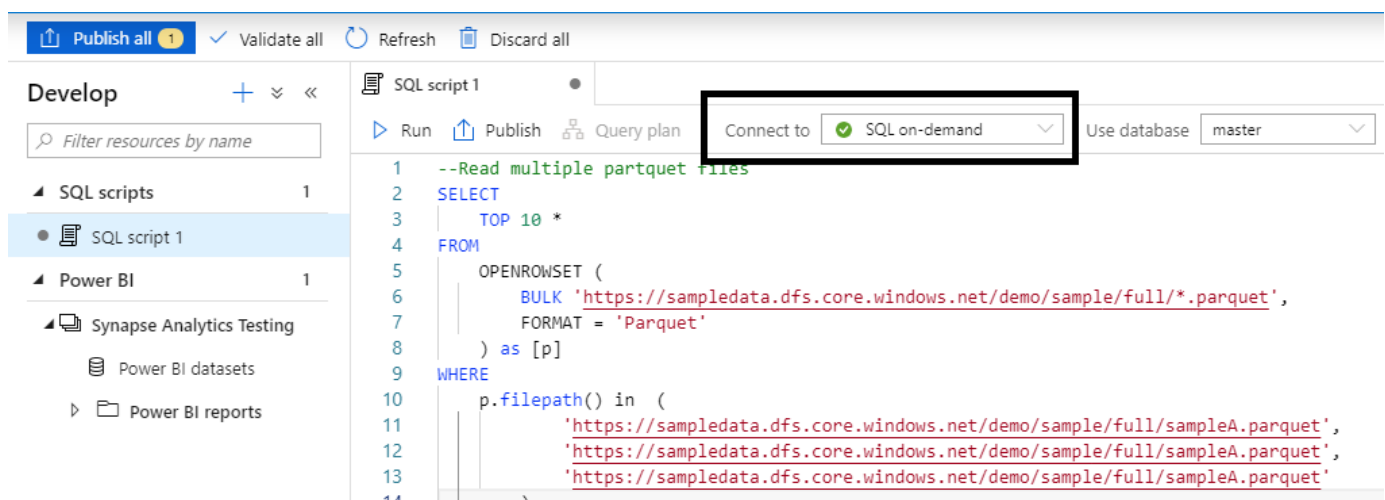 Publish all 1 Validate all Refresh Discard all
Develop
Filter resources by name
SQL scripts 1
SQL script 1
Power BI 1
Synapse Analytics Testing
Power BI datasets
Power BI reports
SQL script 1
Run Publish Query plan Connect to SQL on-demand Use database master
1 --Read multiple partquet files
2 SELECT
3 TOP 10 *
4 FROM
5 OPENROWSET (
6 BULK 'https://sampledata.dfs.core.windows.net/demo/sample/full/*.parquet',
7 FORMAT = 'Parquet'
8 ) as [p]
9 WHERE
10 p.filepath() in (
11 'https://sampledata.dfs.core.windows.net/demo/sample/full/sampleA.parquet',
12 'https://sampledata.dfs.core.windows.net/demo/sample/full/sampleA.parquet',
13 'https://sampledata.dfs.core.windows.net/demo/sample/full/sampleA.parquet'
14 )